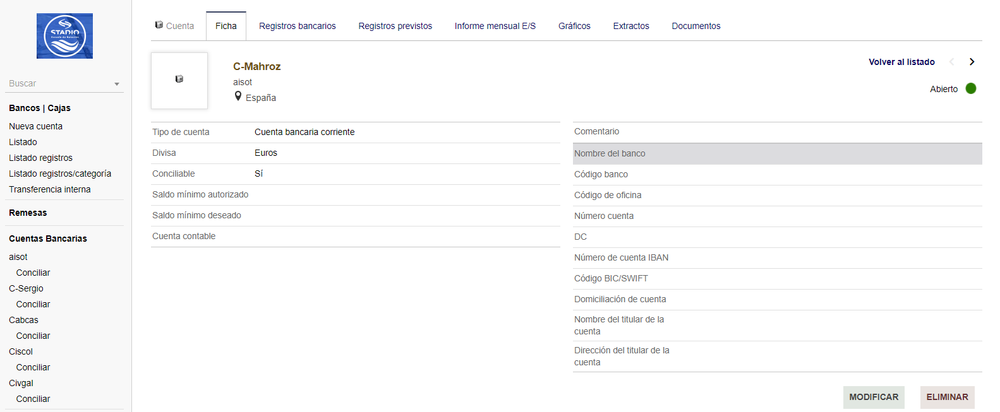 STADIO
Escuela de Natación
Buscar
Bancos | Cajas
Nueva cuenta
Listado
Listado registros
Listado registros/categoría
Transferencia interna
Remesas
Cuentas Bancarias
aisot
Conciliar
C-Sergio
Conciliar
Cabcas
Conciliar
Ciscol
Conciliar
Civgal
Conciliar
Cuenta
Ficha
Registros bancarios
Registros previstos
Informe mensual E/S
Gráficos
Extractos
Documentos
C-Mahroz
aisot
España
Volver al listado
Abierto
Tipo de cuenta Cuenta bancaria corriente
Divisa Euros
Conciliable Sí
Saldo mínimo autorizado
Saldo mínimo deseado
Cuenta contable
Comentario
Nombre del banco
Código banco
Código de oficina
Número cuenta
DC
Número de cuenta IBAN
Código BIC/SWIFT
Domiciliación de cuenta
Nombre del titular de la
cuenta
Dirección del titular de la
cuenta
MODIFICAR
ELIMINAR